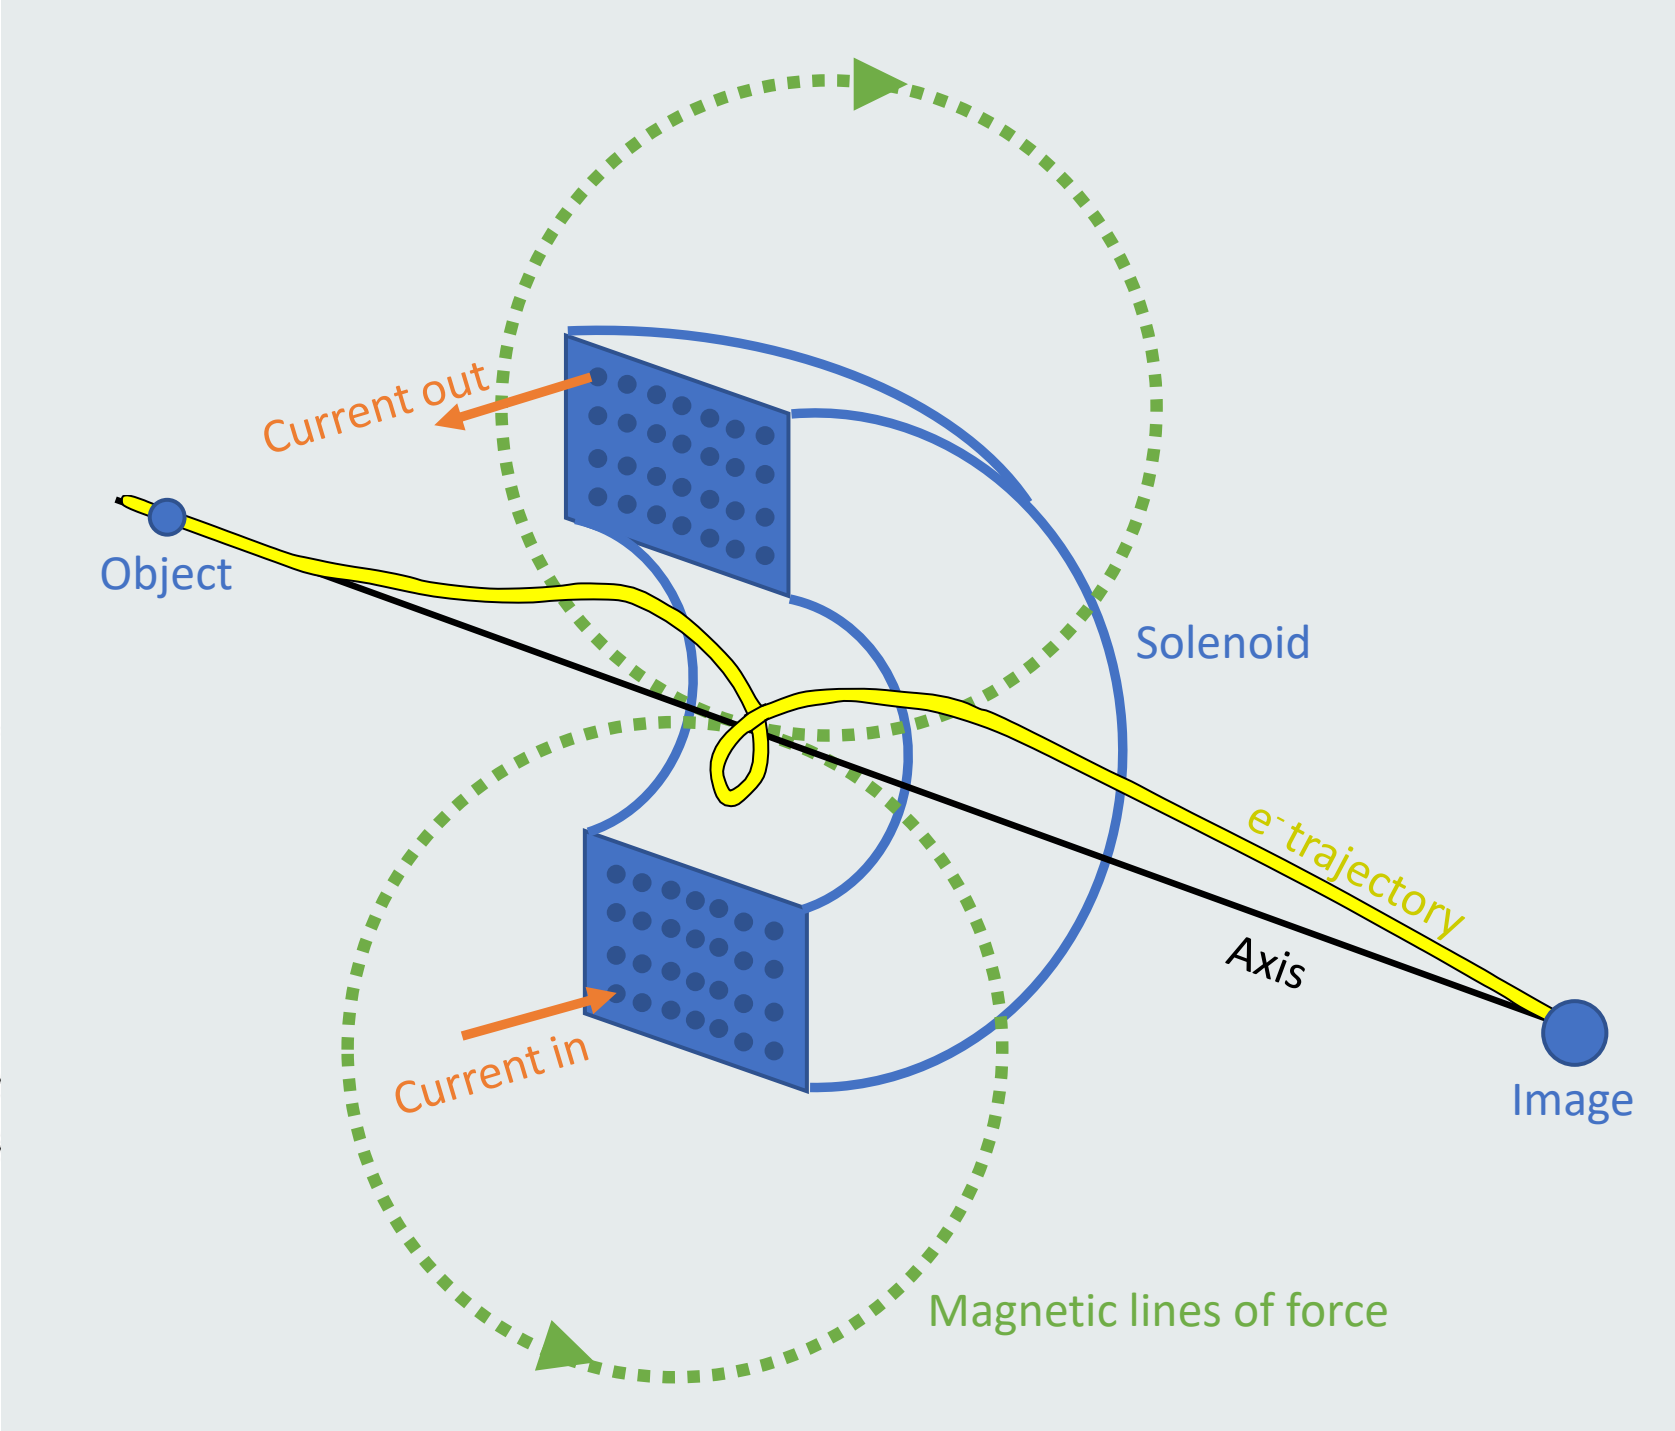 Current out
Object
Solenoid
e⁻ trajectory
Axis
Current in
Image
Magnetic lines of force